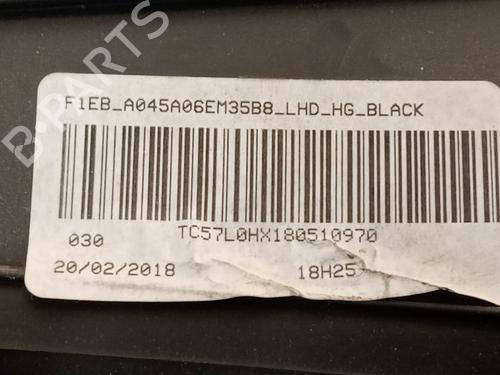 F1EB_A045A06EM35B8_LHD_HG_BLACK
TC57L0HX180510970
030
20/02/2018
18H25
B-PARTS